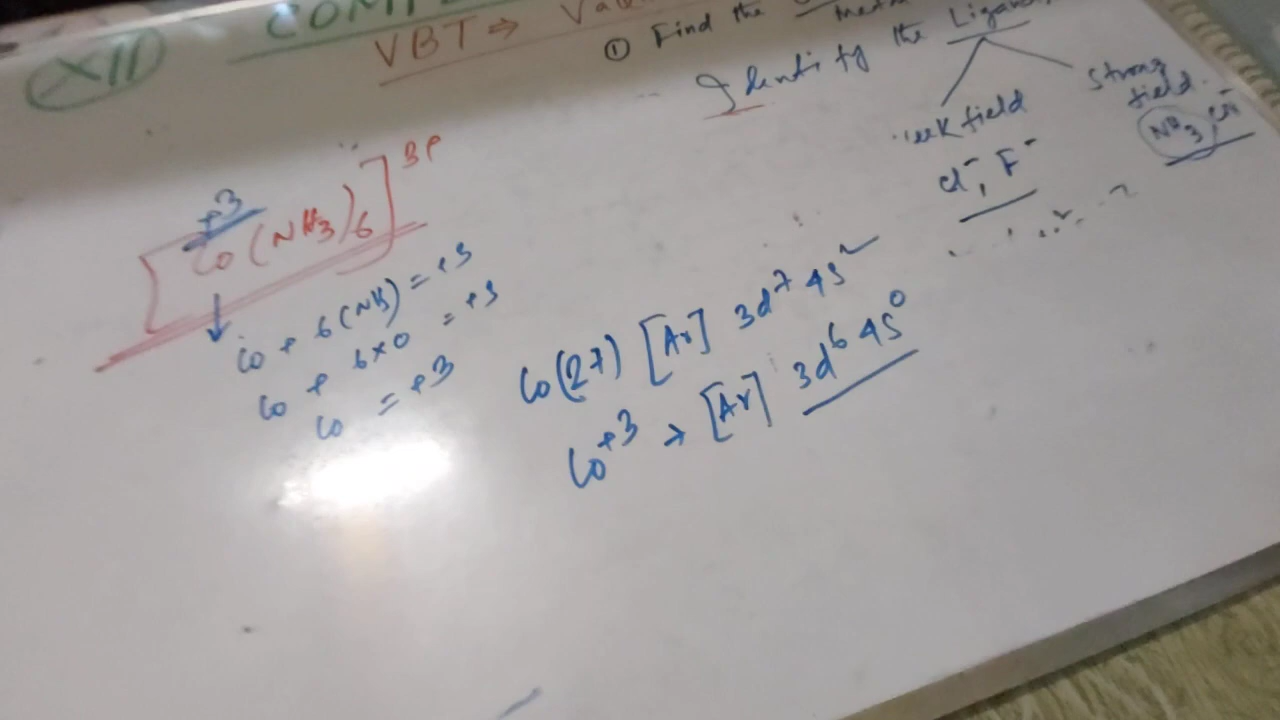 XII
VBT ⇒
① Find the
Identify the Ligand
field
Cl⁻, F⁻
Strong
field.
NH₃, CN⁻
+3
[Co(NH₃)₆]³⁺
Co + 6(NH₃) = +3
Co + 6×0 = +3
Co = +3
Co(27) [Ar] 3d⁷ 4s²
Co⁺³ → [Ar] 3d⁶ 4s⁰